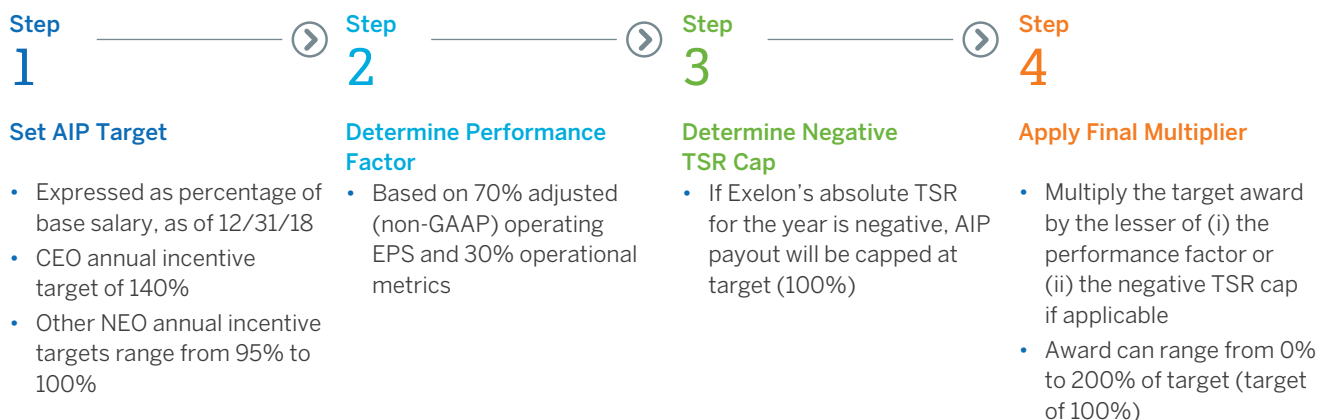 Step
1
Set AIP Target
• Expressed as percentage of
base salary, as of 12/31/18
• CEO annual incentive
target of 140%
• Other NEO annual incentive
targets range from 95% to
100%
Step
2
Determine Performance
Factor
• Based on 70% adjusted
(non-GAAP) operating
EPS and 30% operational
metrics
Step
3
Determine Negative
TSR Cap
• If Exelon’s absolute TSR
for the year is negative, AIP
payout will be capped at
target (100%)
Step
4
Apply Final Multiplier
• Multiply the target award
by the lesser of (i) the
performance factor or
(ii) the negative TSR cap
if applicable
• Award can range from 0%
to 200% of target (target
of 100%)